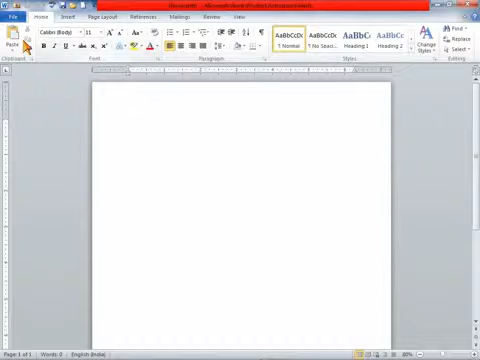 File Home Insert Page Layout References Mailings Review View
Calibri (Body) 11
Find
Paste
AaBbCcDc AaBbCcDc AaBbC AaBbCc
Replace
¶ Normal ¶ No Spaci... Heading 1 Heading 2
Change Styles
Select
Clipboard Font Paragraph Styles Editing
Page: 1 of 1 Words: 0 English (India) 80%